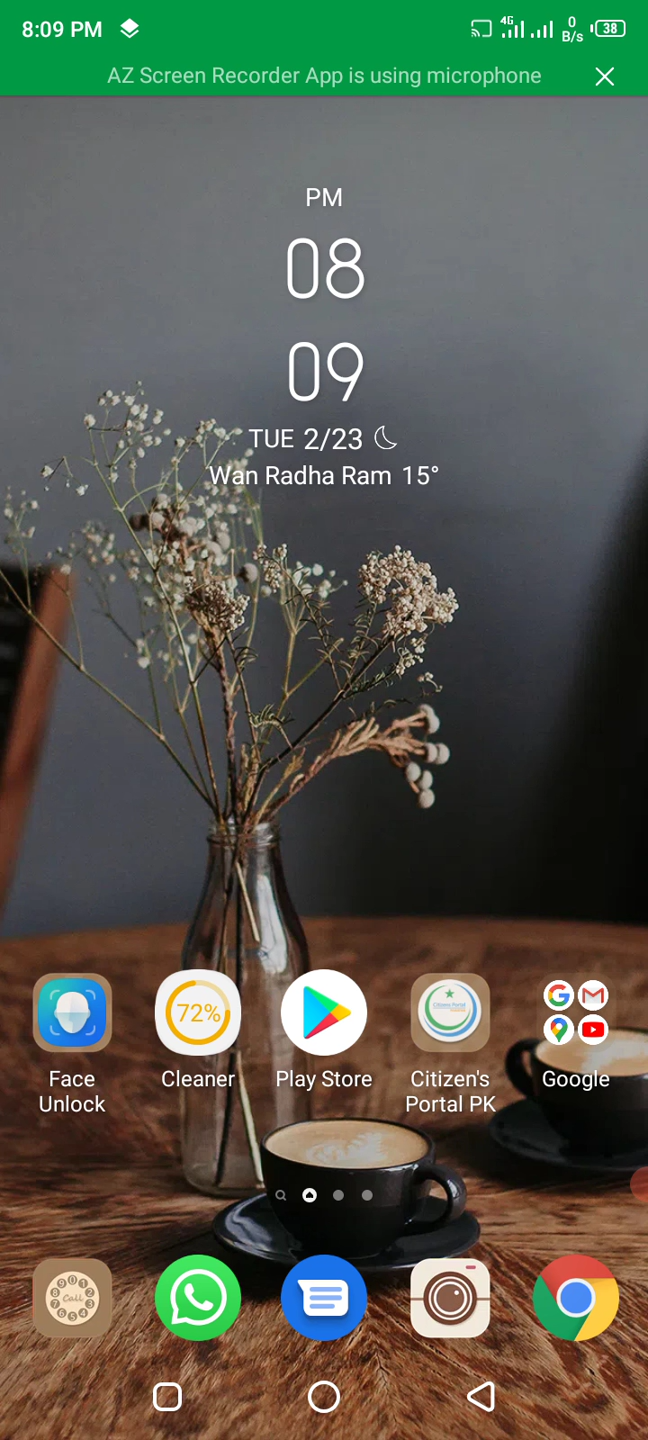 8:09 PM 4G 0 B/s 38
AZ Screen Recorder App is using microphone
PM
08
09
TUE 2/23
Wan Radha Ram 15°
72%
Face Unlock
Cleaner
Play Store
Citizen's Portal PK
Google
Call